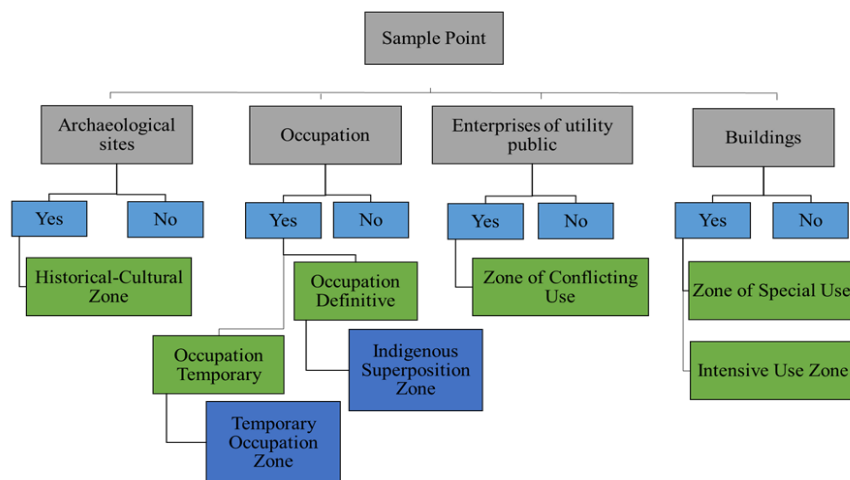 Sample Point
Archaeological
sites
Occupation
Enterprises of utility
public
Buildings
Yes
No
Yes
No
Yes
No
Yes
No
Historical-Cultural
Zone
Occupation
Definitive
Zone of Conflicting
Use
Zone of Special Use
Occupation
Temporary
Indigenous
Superposition
Zone
Intensive Use Zone
Temporary
Occupation
Zone